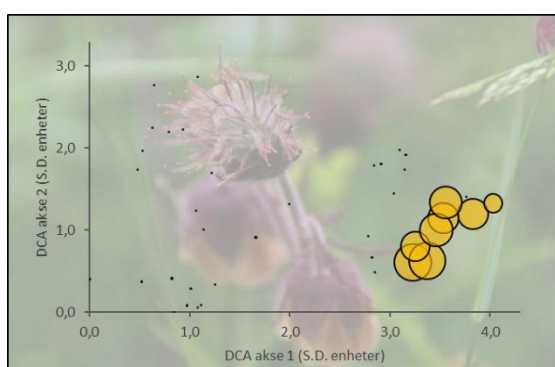 DCA akse 2 (S.D. enheter)
3,0
2,0
1,0
0,0
0,0 1,0 2,0 3,0 4,0
DCA akse 1 (S.D. enheter)